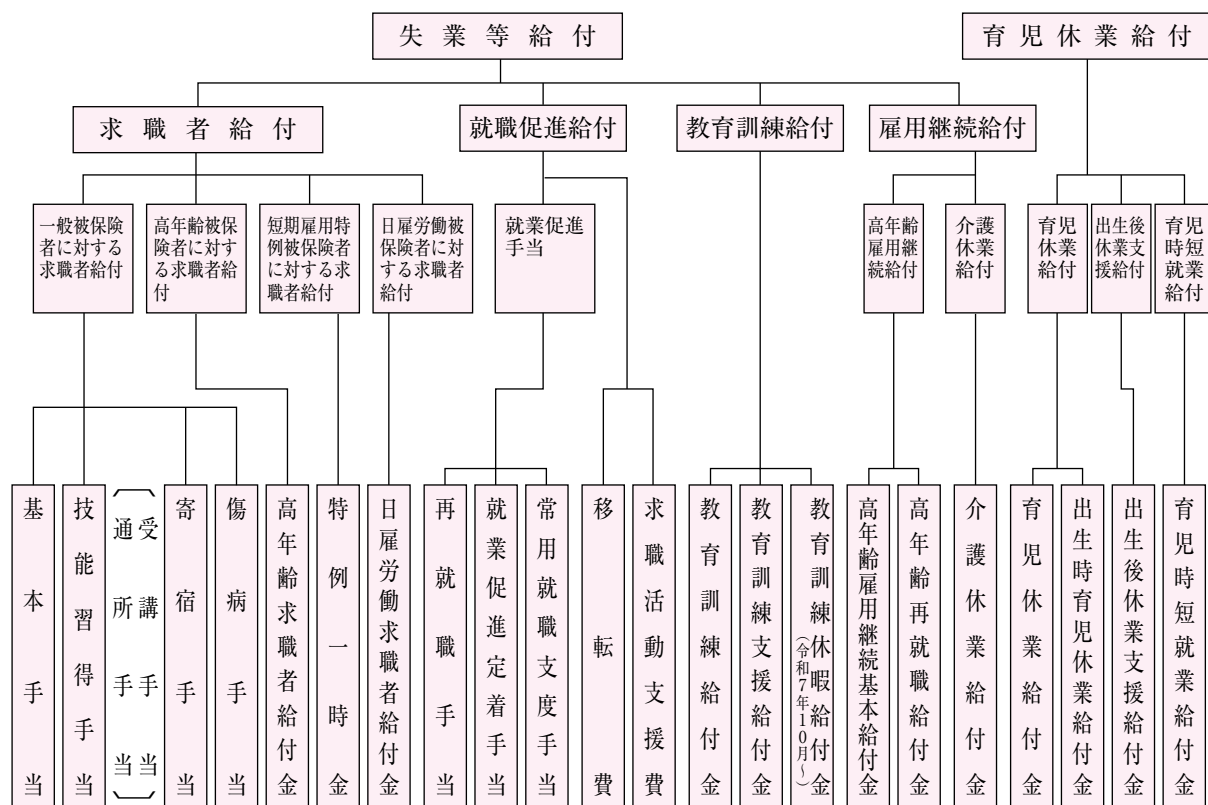 失業等給付
育児休業給付
求職者給付
就職促進給付
教育訓練給付
雇用継続給付
一般被保険
者に対する
求職者給付
高年齢被保
険者に対す
る求職者給
付
短期雇用特
例被保険者
に対する求
職者給付
日雇労働被
保険者に対
する求職者
給付
就業促進
手当
高年齢
雇用継
続給付
介護
休業
給付
育児
休業
給付
出生後
休業支
援給付
育児
時短
就業
給付
基本手当
技能習得手当
受講手当
通所手当
寄宿手当
傷病手当
高年齢求職者給付金
特例一時金
日雇労働求職者給付金
再就職手当
就業促進定着手当
常用就職支度手当
移転費
求職活動支援費
教育訓練給付金
教育訓練支援給付金
教育訓練休暇給付金
(令和7年10月~)
高年齢雇用継続基本給付金
高年齢再就職給付金
介護休業給付金
育児休業給付金
出生時育児休業給付金
出生後休業支援給付金
育児時短就業給付金